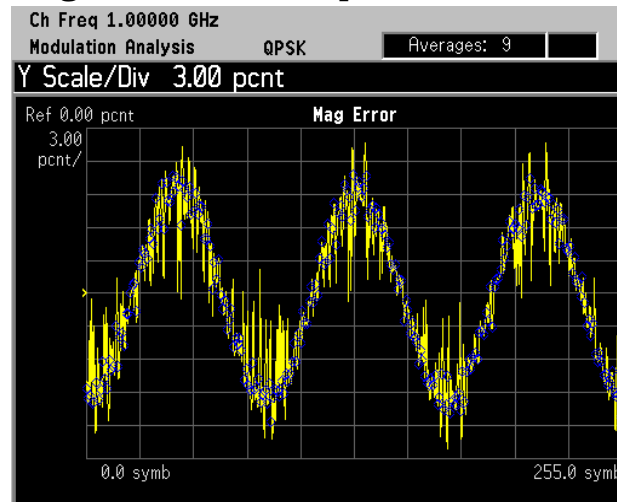 Ch Freq 1.00000 GHz
Modulation Analysis QPSK Averages: 9
Y Scale/Div 3.00 pcnt
Ref 0.00 pcnt Mag Error
3.00
pcnt/
0.0 symb 255.0 symb